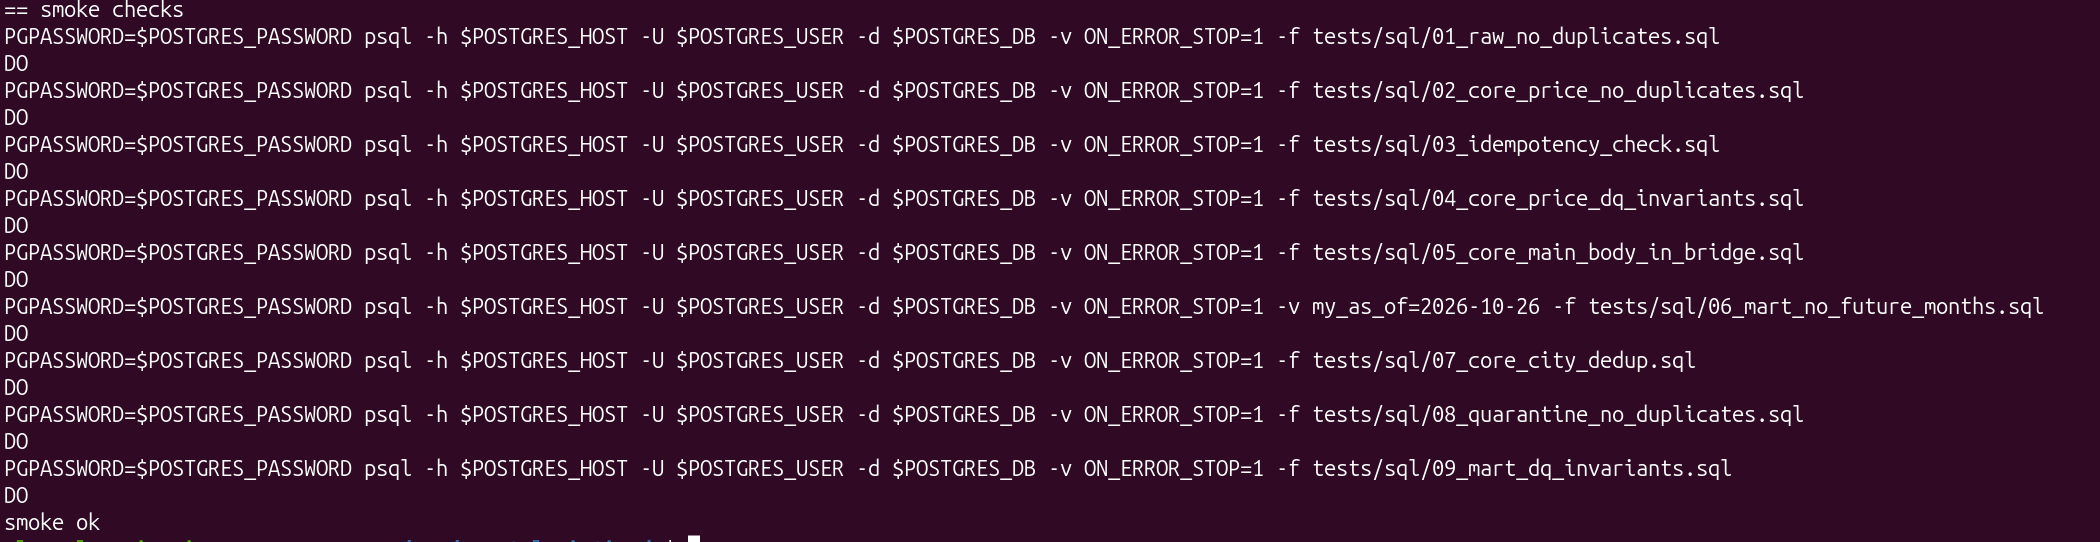 == smoke checks
PGPASSWORD=$POSTGRES_PASSWORD psql -h $POSTGRES_HOST -U $POSTGRES_USER -d $POSTGRES_DB -v ON_ERROR_STOP=1 -f tests/sql/01_raw_no_duplicates.sql
DO
PGPASSWORD=$POSTGRES_PASSWORD psql -h $POSTGRES_HOST -U $POSTGRES_USER -d $POSTGRES_DB -v ON_ERROR_STOP=1 -f tests/sql/02_core_price_no_duplicates.sql
DO
PGPASSWORD=$POSTGRES_PASSWORD psql -h $POSTGRES_HOST -U $POSTGRES_USER -d $POSTGRES_DB -v ON_ERROR_STOP=1 -f tests/sql/03_idempotency_check.sql
DO
PGPASSWORD=$POSTGRES_PASSWORD psql -h $POSTGRES_HOST -U $POSTGRES_USER -d $POSTGRES_DB -v ON_ERROR_STOP=1 -f tests/sql/04_core_price_dq_invariants.sql
DO
PGPASSWORD=$POSTGRES_PASSWORD psql -h $POSTGRES_HOST -U $POSTGRES_USER -d $POSTGRES_DB -v ON_ERROR_STOP=1 -f tests/sql/05_core_main_body_in_bridge.sql
DO
PGPASSWORD=$POSTGRES_PASSWORD psql -h $POSTGRES_HOST -U $POSTGRES_USER -d $POSTGRES_DB -v ON_ERROR_STOP=1 -v my_as_of=2026-10-26 -f tests/sql/06_mart_no_future_months.sql
DO
PGPASSWORD=$POSTGRES_PASSWORD psql -h $POSTGRES_HOST -U $POSTGRES_USER -d $POSTGRES_DB -v ON_ERROR_STOP=1 -f tests/sql/07_core_city_dedup.sql
DO
PGPASSWORD=$POSTGRES_PASSWORD psql -h $POSTGRES_HOST -U $POSTGRES_USER -d $POSTGRES_DB -v ON_ERROR_STOP=1 -f tests/sql/08_quarantine_no_duplicates.sql
DO
PGPASSWORD=$POSTGRES_PASSWORD psql -h $POSTGRES_HOST -U $POSTGRES_USER -d $POSTGRES_DB -v ON_ERROR_STOP=1 -f tests/sql/09_mart_dq_invariants.sql
DO
smoke ok